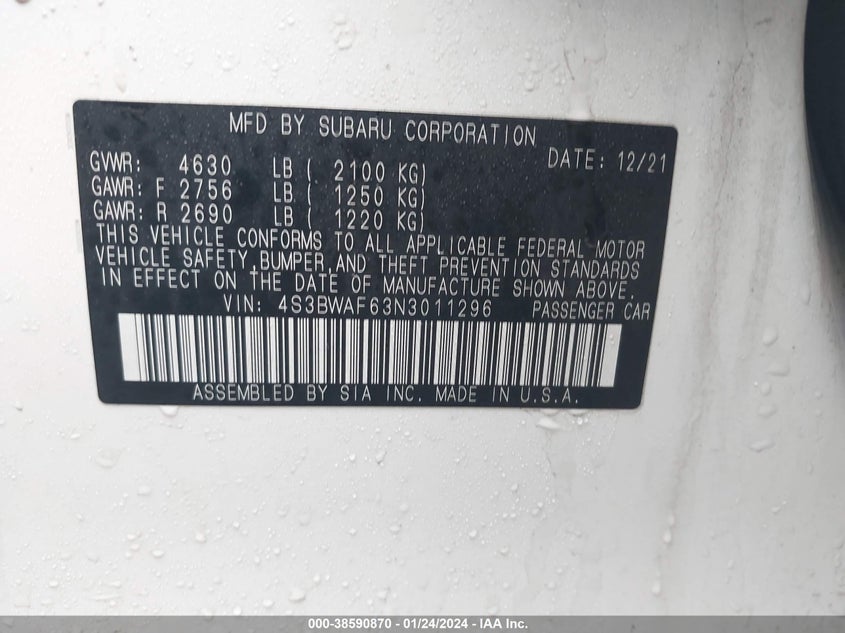 MFD BY SUBARU CORPORATION
DATE: 12/21
GVWR: 4630 LB ( 2100 KG)
GAWR: F 2756 LB ( 1250 KG)
GAWR: R 2690 LB ( 1220 KG)
THIS VEHICLE CONFORMS TO ALL APPLICABLE FEDERAL MOTOR
VEHICLE SAFETY,BUMPER,AND THEFT PREVENTION STANDARDS
IN EFFECT ON THE DATE OF MANUFACTURE SHOWN ABOVE.
VIN: 4S3BWAF63N3011296 PASSENGER CAR
ASSEMBLED BY SIA INC. MADE IN U.S.A.
000-38590870 - 01/24/2024 - IAA Inc.